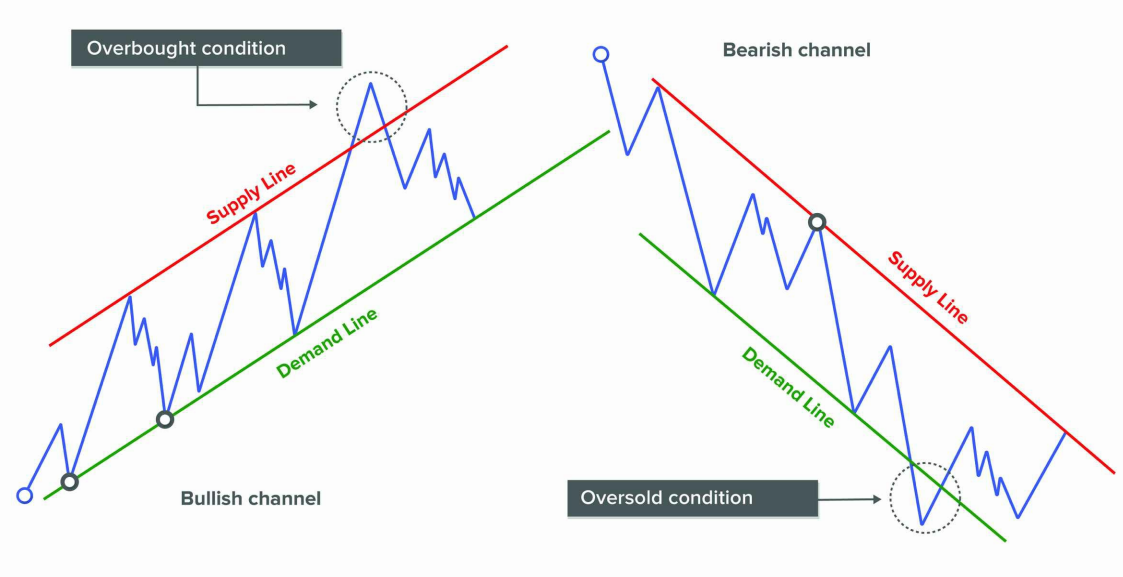 Overbought condition
Supply Line
Demand Line
Bullish channel
Bearish channel
Supply Line
Demand Line
Oversold condition